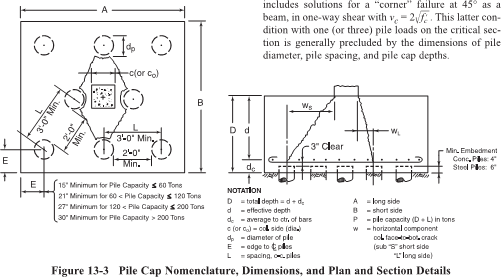 includes solutions for a “corner” failure at 45° as a
beam, in one-way shear with vc = 2√f'c. This latter con-
dition with one (or three) pile loads on the critical sec-
tion is generally precluded by the dimensions of pile
diameter, pile spacing, and pile cap depths.
A
dp
c(or co)
B
L
3'-0" Min.
2'-0"
Min.
L
3'-0" Min.
2'-0"
Min.
E
E
15" Minimum for Pile Capacity ≤ 60 Tons
21" Minimum for 60 < Pile Capacity ≤ 120 Tons
27" Minimum for 120 < Pile Capacity ≤ 200 Tons
30" Minimum for Pile Capacity > 200 Tons
wS
wL
D
d
3" Clear
dc
Min. Embedment
Conc. Piles: 4"
Steel Piles: 6"
NOTATION
D = total depth = d + dc
d = effective depth
dc = average to ctr. of bars
c (or co) = col. side (dia.)
dp = diameter of pile
E = edge to ℄ piles
L = spacing, o-c. piles
A = long side
B = short side
P = pile capacity (D + L) in tons
w = horizontal component
col. face-to-bot. crack
(sub “S” short side
“L” long side)
Figure 13-3 Pile Cap Nomenclature, Dimensions, and Plan and Section Details